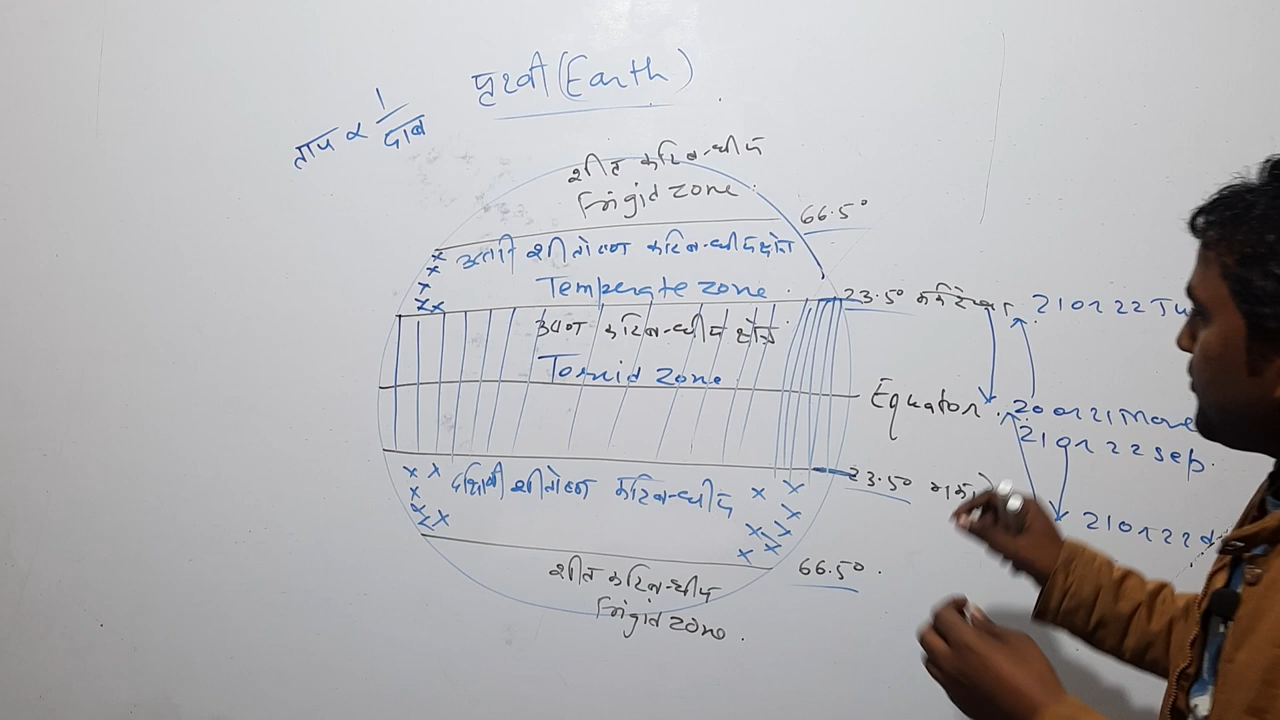 पृथ्वी (Earth)
ताप ∝ 1/दाब
शीत कटिबन्धीय
Frigid zone
66.5°
उत्तरी शीतोष्ण कटिबन्धीय क्षेत्र
Temperate zone
23.5° कर्क रेखा 21 or 22 Ju
उष्ण कटिबन्धीय क्षेत्र
Torrid zone
Equator. 20 or 21 Marc
21 or 22 sep.
दक्षिणी शीतोष्ण कटिबन्धीय
23.5° मकर
21 or 22 d
66.5°.
शीत कटिबन्धीय
Frigid zone.